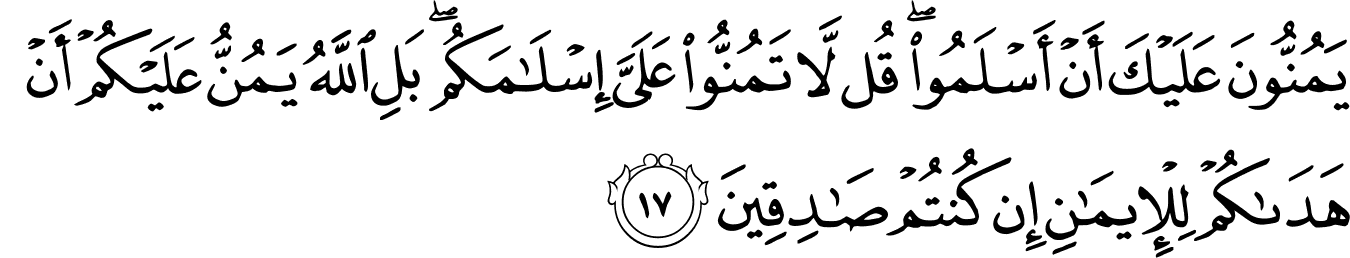 يَمُنُّونَ عَلَيْكَ أَنْ أَسْلَمُوا۟ ۖ قُل لَّا تَمُنُّوا۟ عَلَىَّ إِسْلَـٰمَكُم ۖ بَلِ ٱللَّهُ يَمُنُّ عَلَيْكُمْ أَنْ
هَدَىٰكُمْ لِلْإِيمَـٰنِ إِن كُنتُمْ صَـٰدِقِينَ ١٧